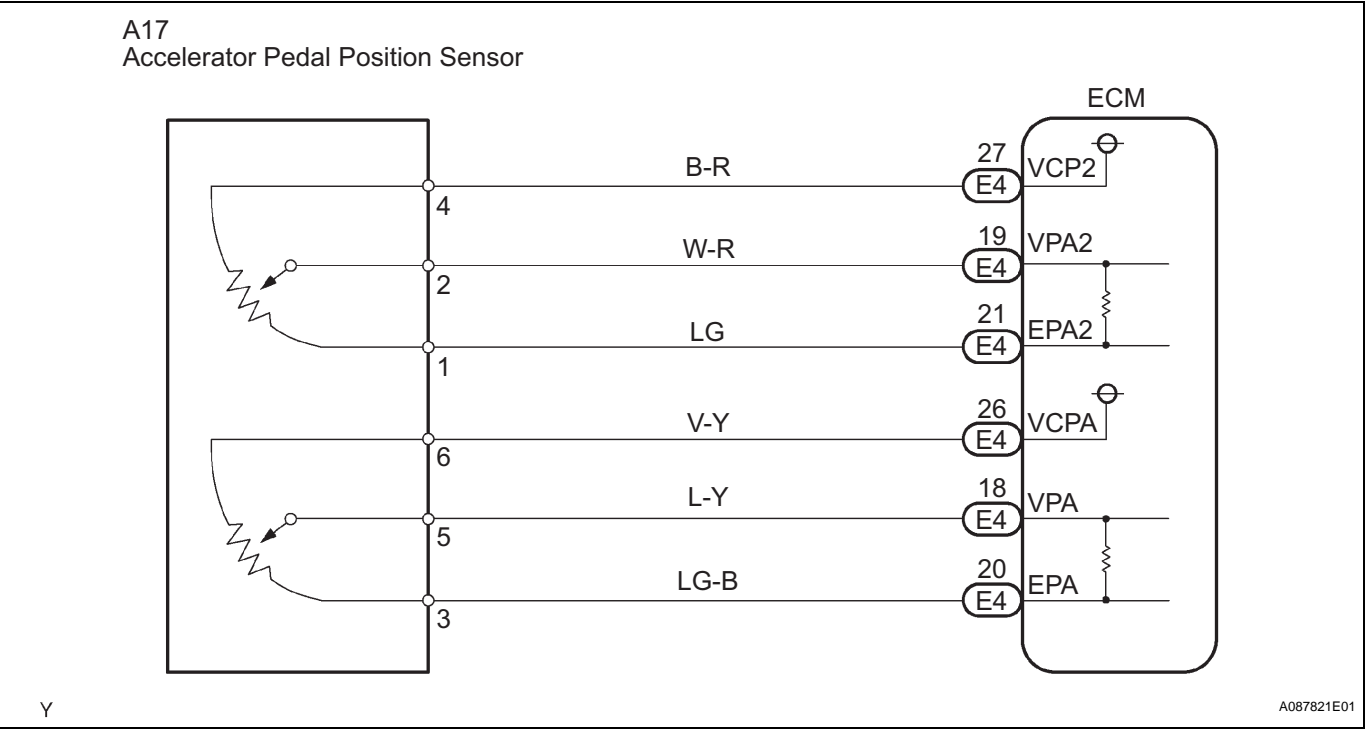 A17
Accelerator Pedal Position Sensor
ECM
B-R
27
VCP2
E4
4
W-R
19
VPA2
E4
2
LG
21
EPA2
E4
1
V-Y
26
VCPA
E4
6
L-Y
18
VPA
E4
5
LG-B
20
EPA
E4
3
Y
A087821E01